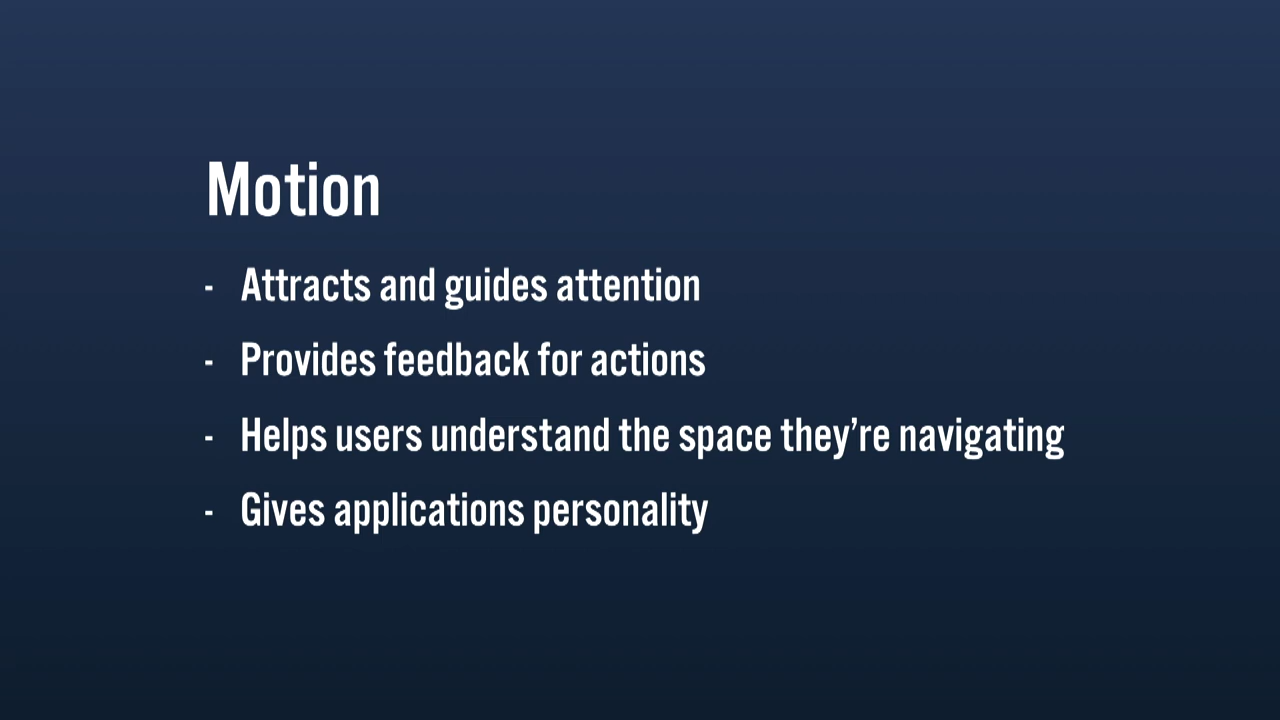 Motion
- Attracts and guides attention
- Provides feedback for actions
- Helps users understand the space they’re navigating
- Gives applications personality